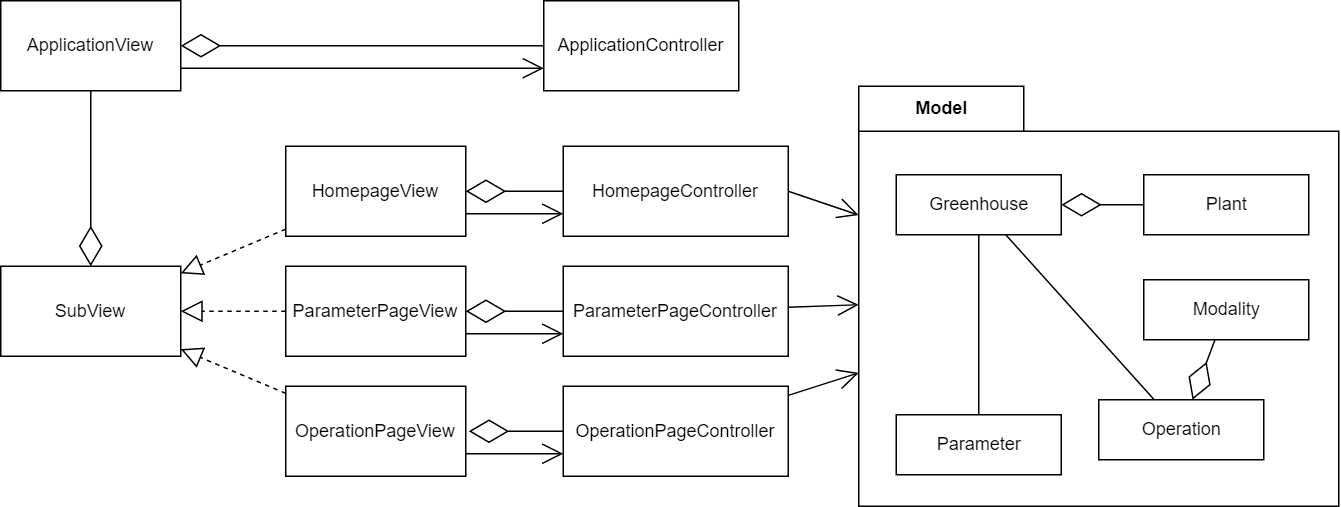 ApplicationView
ApplicationController
Model
HomepageView
HomepageController
Greenhouse
Plant
SubView
ParameterPageView
ParameterPageController
Modality
OperationPageView
OperationPageController
Parameter
Operation